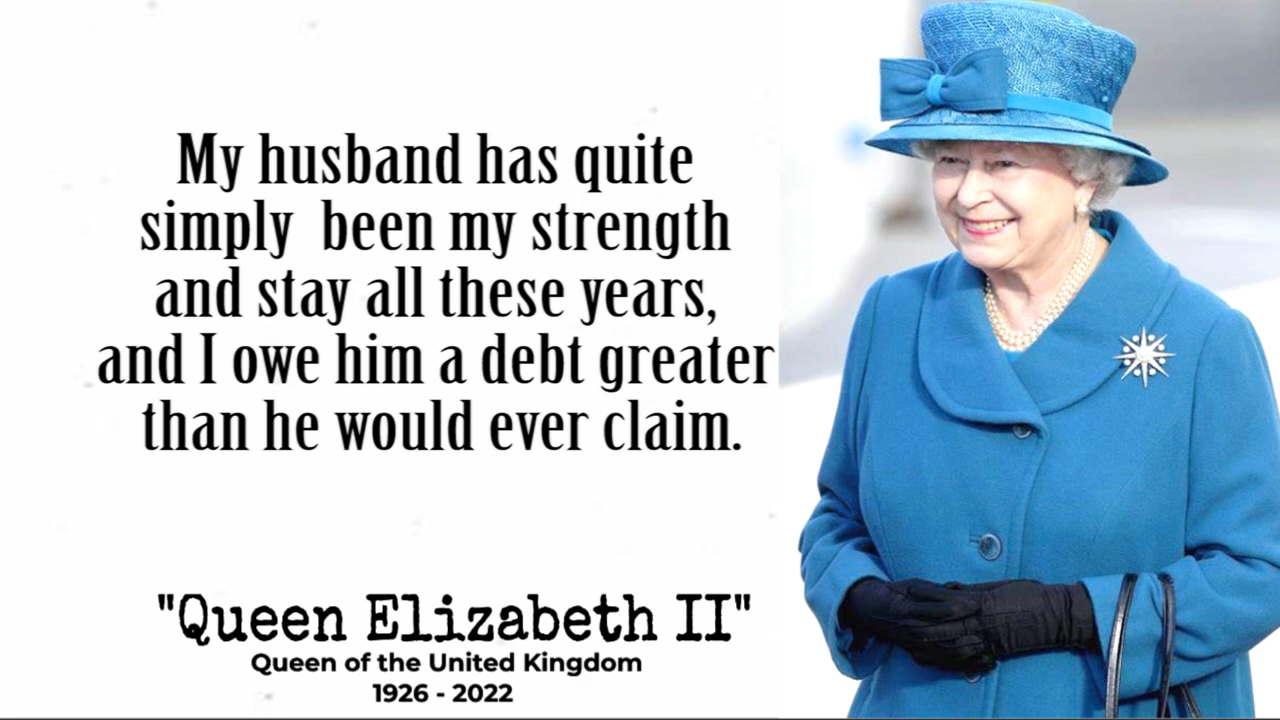 My husband has quite
simply been my strength
and stay all these years,
and I owe him a debt greater
than he would ever claim.
"Queen Elizabeth II"
Queen of the United Kingdom
1926 - 2022